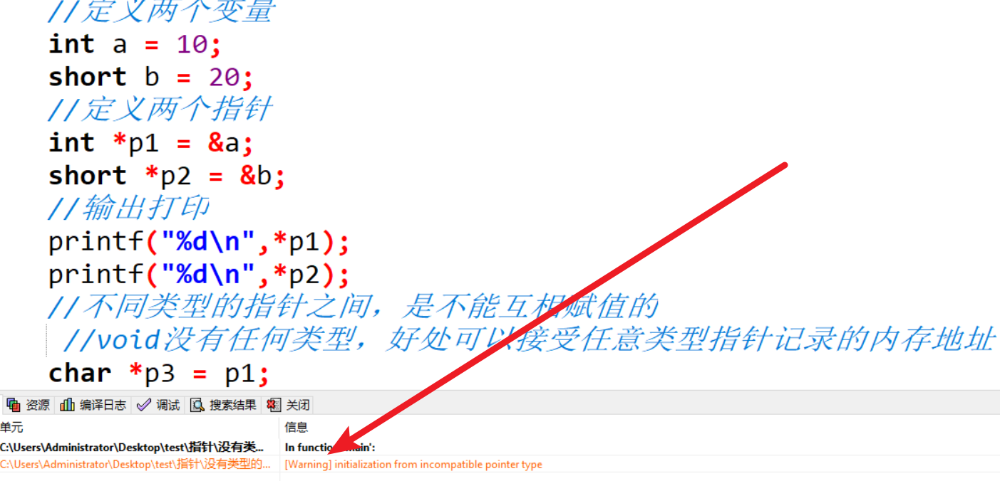 //定义两个变量
int a = 10;
short b = 20;
//定义两个指针
int *p1 = &a;
short *p2 = &b;
//输出打印
printf("%d\n",*p1);
printf("%d\n",*p2);
//不同类型的指针之间，是不能互相赋值的
//void没有任何类型，好处可以接受任意类型指针记录的内存地址
char *p3 = p1;
资源 编译日志 调试 搜索结果 关闭
单元 信息
C:\Users\Administrator\Desktop\test\指针\没有类... In function 'main':
C:\Users\Administrator\Desktop\test\指针\没有类型的... [Warning] initialization from incompatible pointer type